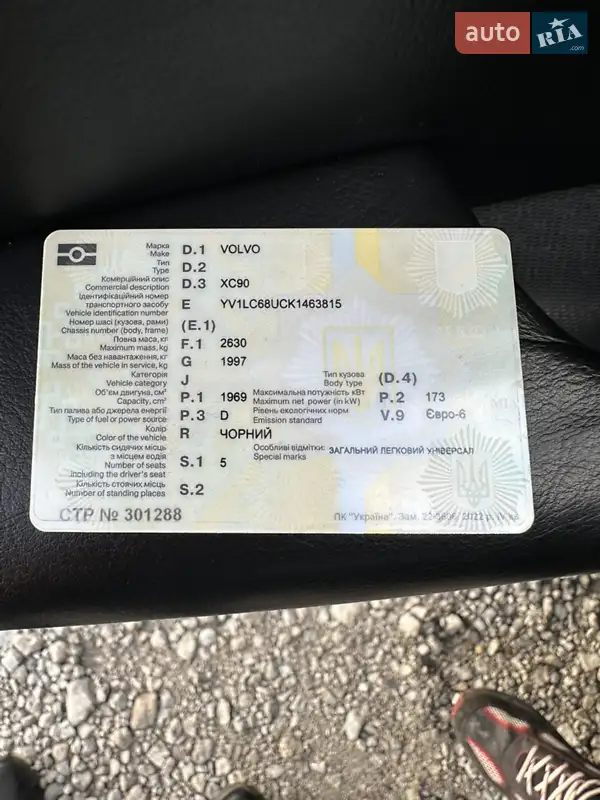 auto RIA.com
Марка D.1 VOLVO
Make
Тип D.2
Type
Комерційний опис D.3 XC90
Commercial description
Ідентифікаційний номер
транспортного засобу E YV1LC68UCK1463815
Vehicle identification number
Номер шасі (кузова, рами) (E.1)
Chassis number (body, frame)
Повна маса, кг F.1 2630
Maximum mass, kg
Маса без навантаження, кг G 1997
Mass of the vehicle in service, kg
Категорія J Тип кузова (D.4)
Vehicle category Body type
Об'єм двигуна, см³ P.1 1969 Максимальна потужність кВт P.2 173
Capacity, cm³ Maximum net power (in kW)
Тип палива або джерела енергії P.3 D Рівень екологічних норм V.9 Євро-6
Type of fuel or power source Emission standard
Колір R ЧОРНИЙ
Color of the vehicle
Кількість сидячих місць Особливі відмітки: ЗАГАЛЬНИЙ ЛЕГКОВИЙ УНІВЕРСАЛ
з місцем водія S.1 5 Special marks
Number of seats
including the driver's seat
Кількість стоячих місць S.2
Number of standing places
СТР № 301288 ПК "Україна". Зам. 2022 р.